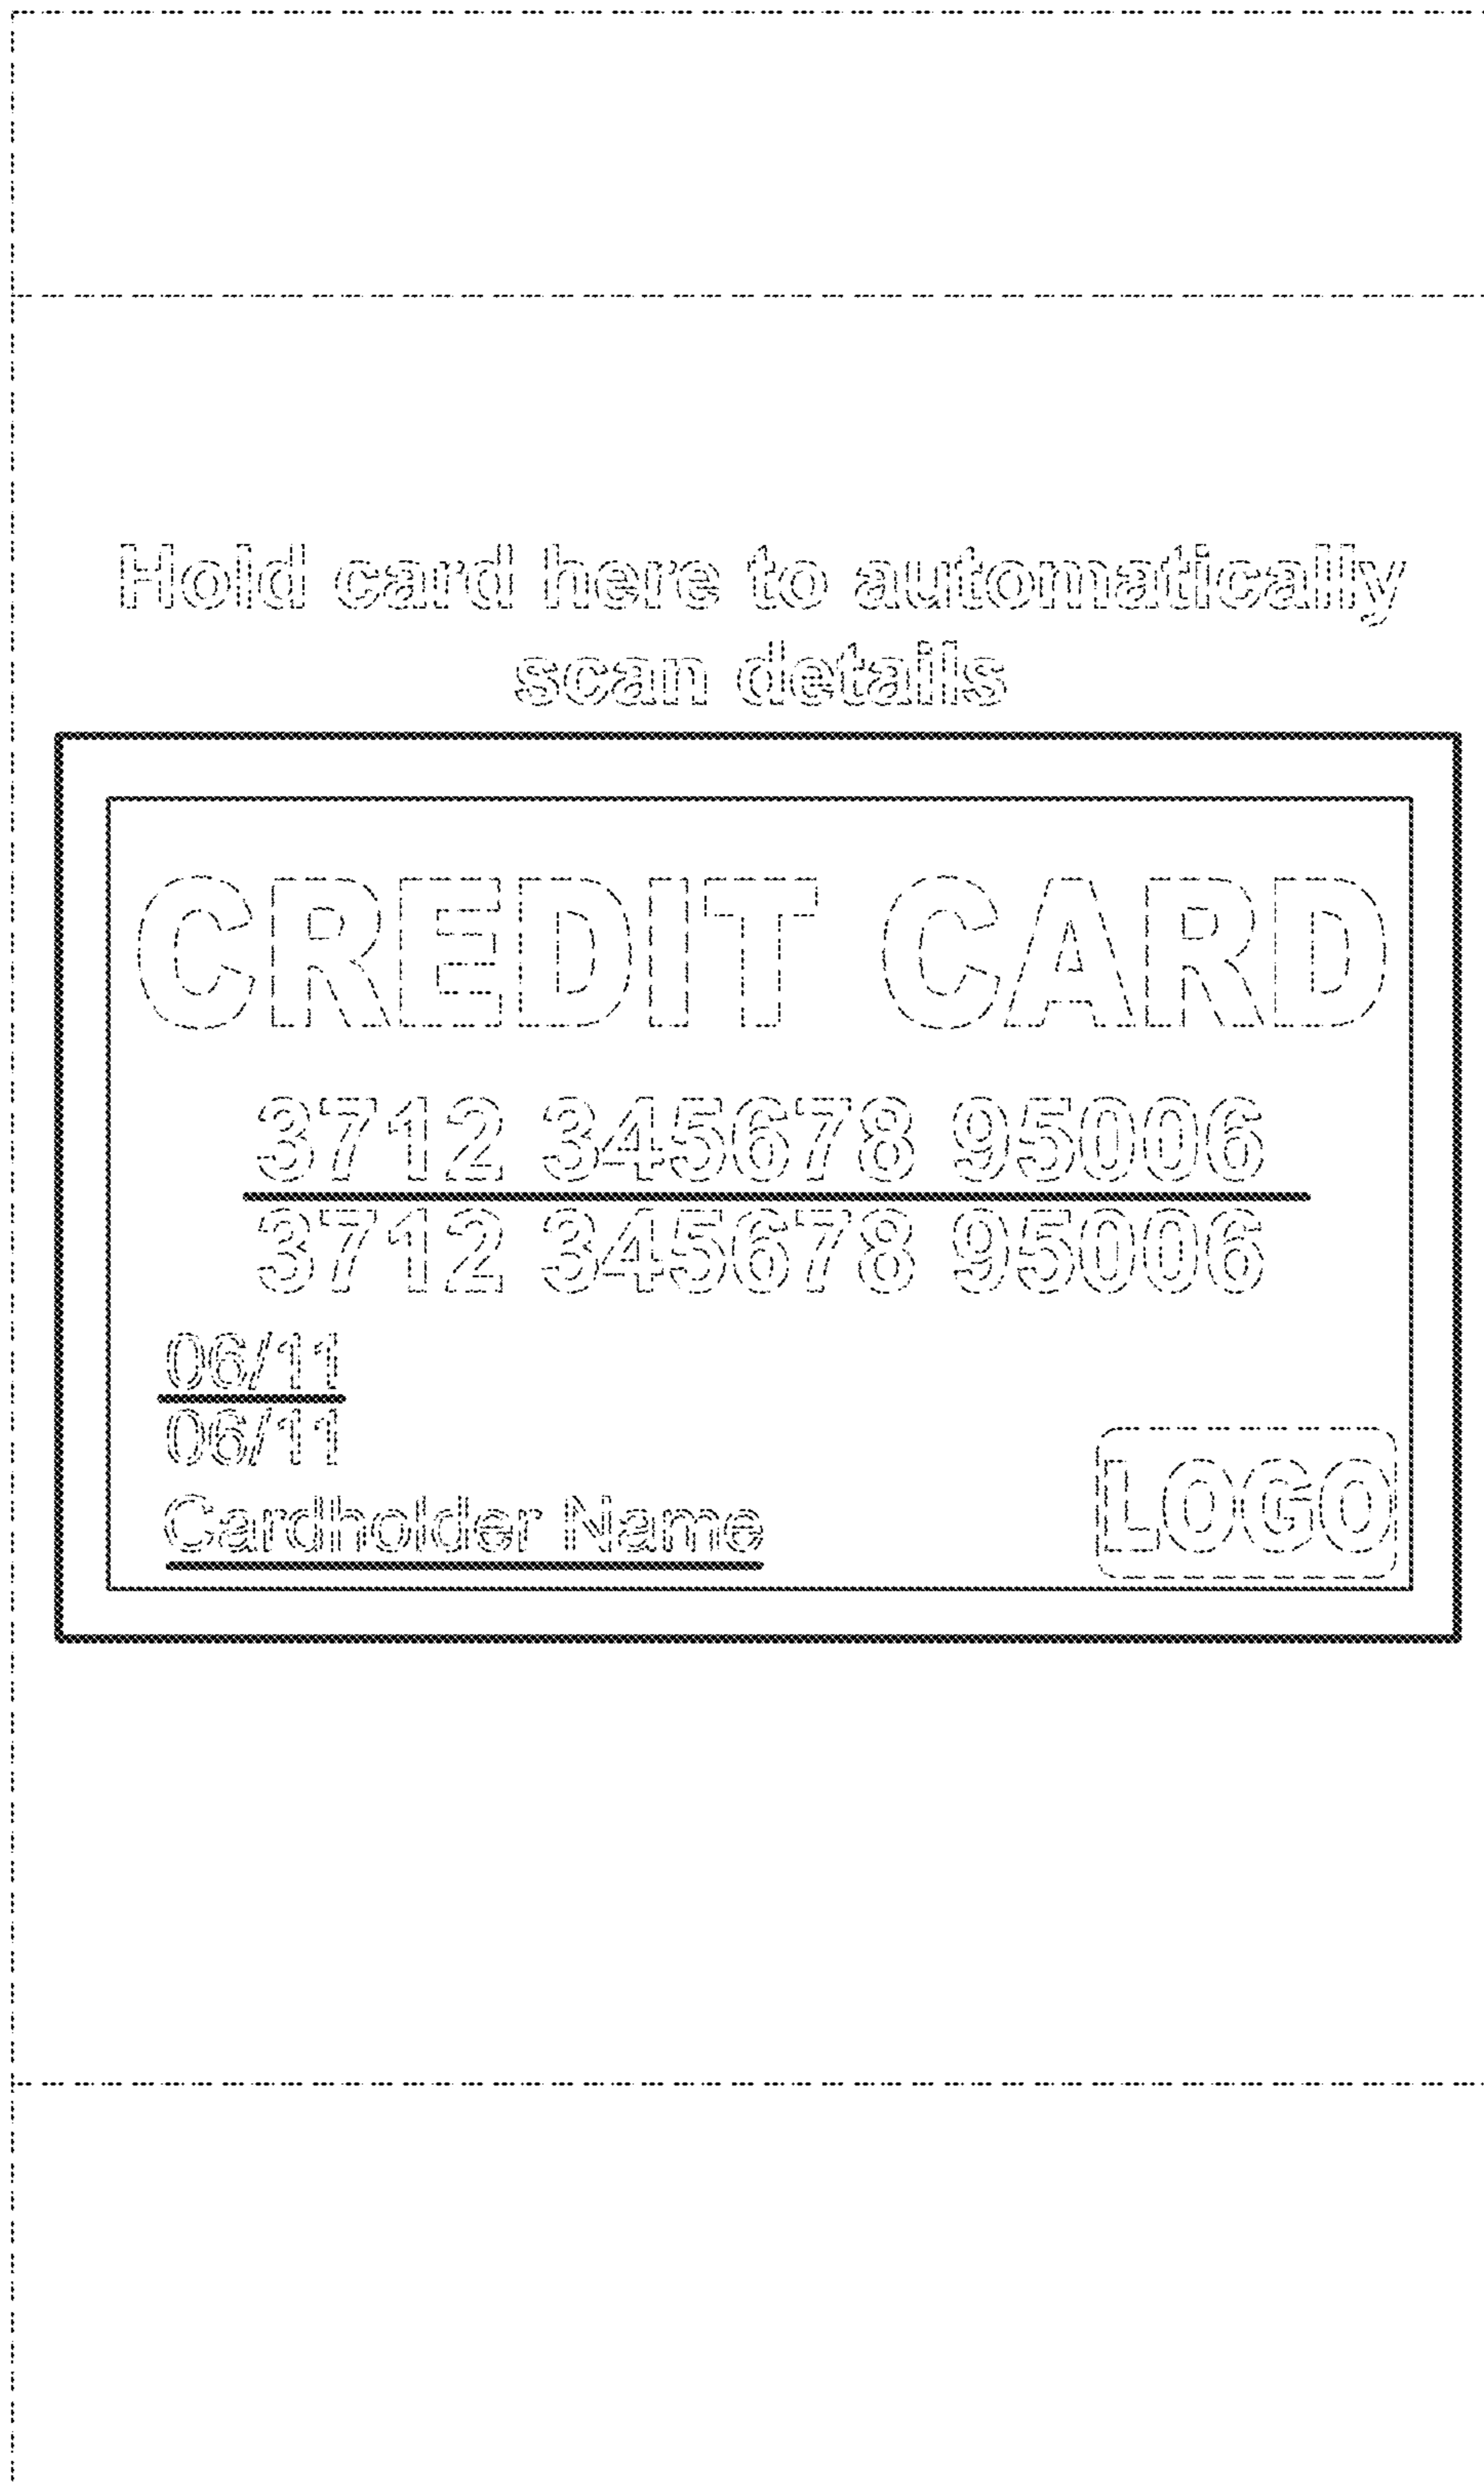 Hold card here to automatically
scan details
CREDIT CARD
3712 345678 95006
3712 345678 95006
06/11
06/11
Cardholder Name
LOGO